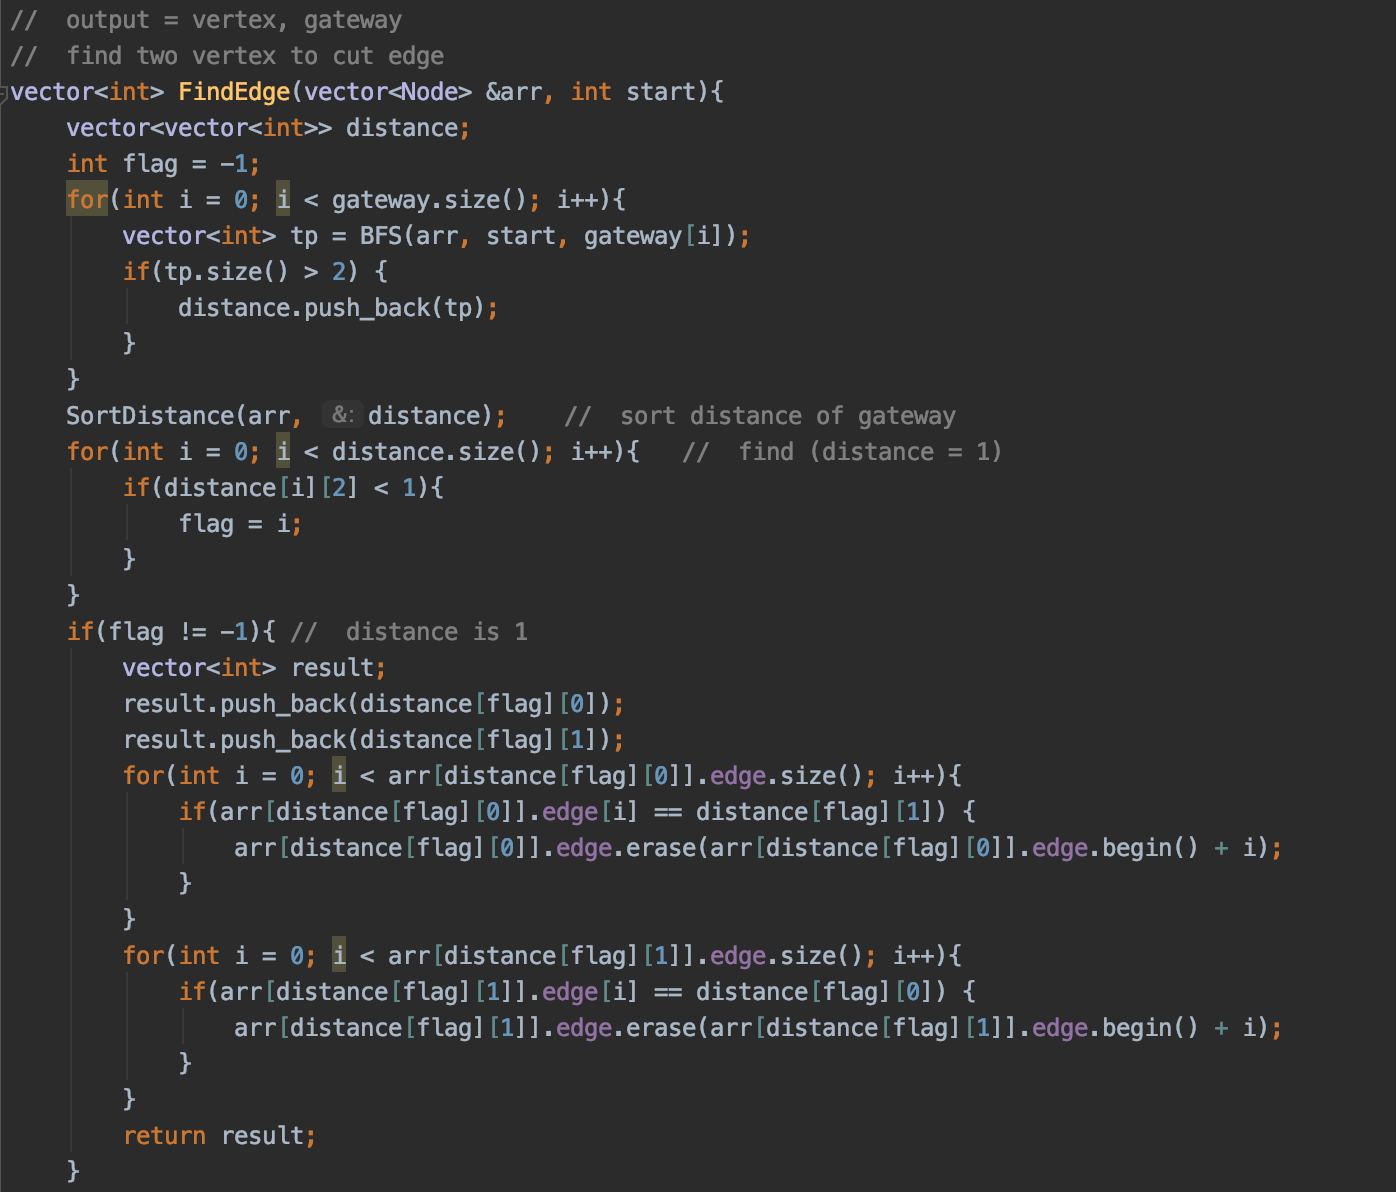 //  output = vertex, gateway
//  find two vertex to cut edge
vector<int> FindEdge(vector<Node> &arr, int start){
    vector<vector<int>> distance;
    int flag = -1;
    for(int i = 0; i < gateway.size(); i++){
        vector<int> tp = BFS(arr, start, gateway[i]);
        if(tp.size() > 2) {
            distance.push_back(tp);
        }
    }
    SortDistance(arr, &: distance);    //  sort distance of gateway
    for(int i = 0; i < distance.size(); i++){   //  find (distance = 1)
        if(distance[i][2] < 1){
            flag = i;
        }
    }
    if(flag != -1){ //  distance is 1
        vector<int> result;
        result.push_back(distance[flag][0]);
        result.push_back(distance[flag][1]);
        for(int i = 0; i < arr[distance[flag][0]].edge.size(); i++){
            if(arr[distance[flag][0]].edge[i] == distance[flag][1]) {
                arr[distance[flag][0]].edge.erase(arr[distance[flag][0]].edge.begin() + i);
            }
        }
        for(int i = 0; i < arr[distance[flag][1]].edge.size(); i++){
            if(arr[distance[flag][1]].edge[i] == distance[flag][0]) {
                arr[distance[flag][1]].edge.erase(arr[distance[flag][1]].edge.begin() + i);
            }
        }
        return result;
    }